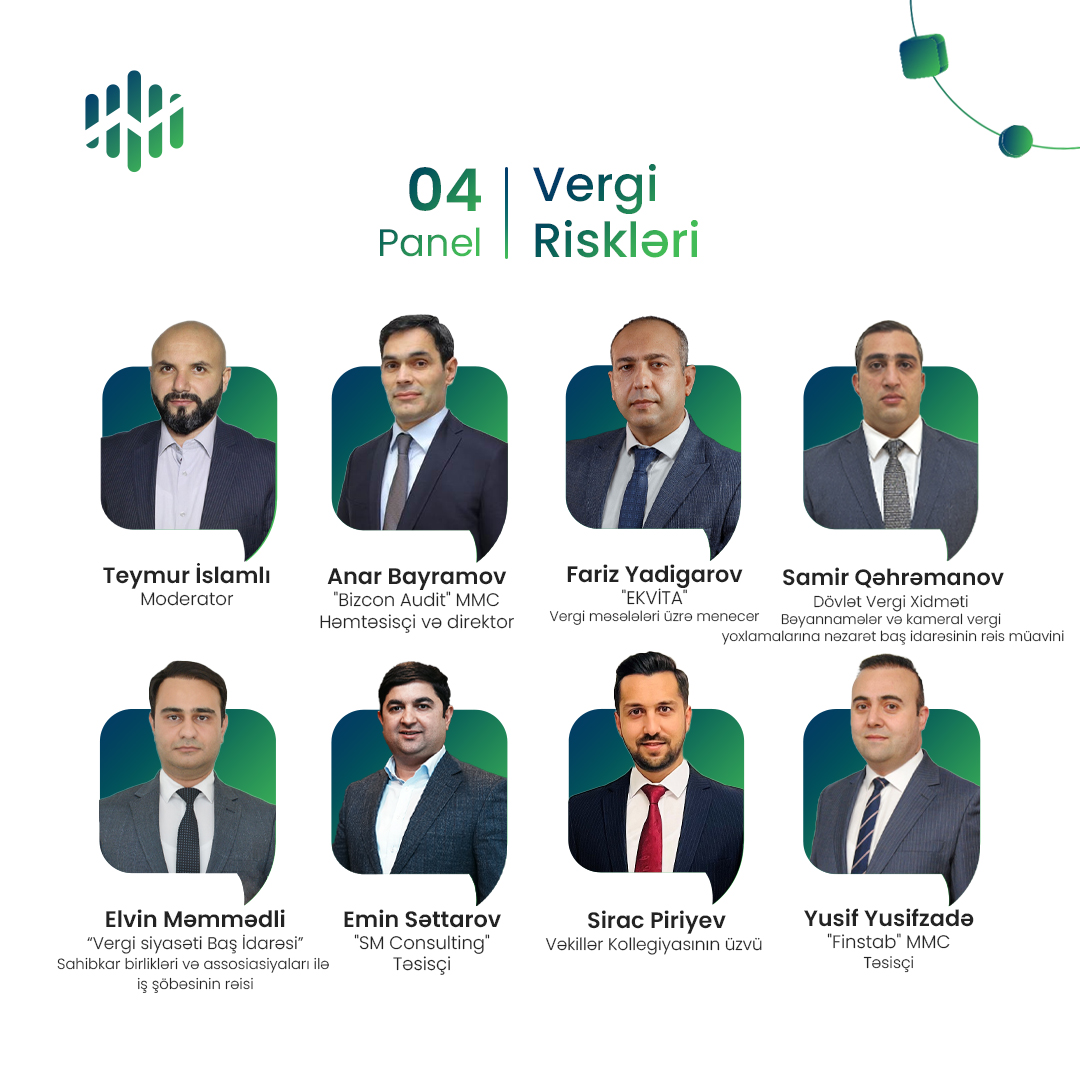 04
Panel
Vergi
Riskləri
Teymur İslamlı
Moderator
Anar Bayramov
"Bizcon Audit" MMC
Həmtəsisçi və direktor
Fariz Yadigarov
"EKVİTA"
Vergi məsələləri üzrə menecer
Samir Qəhrəmanov
Dövlət Vergi Xidməti
Bəyannamələr və kameral vergi
yoxlamalarına nəzarət baş idarəsinin rəis müavini
Elvin Məmmədli
“Vergi siyasəti Baş İdarəsi”
Sahibkar birlikləri və assosiasiyaları ilə
iş şöbəsinin rəisi
Emin Səttarov
"SM Consulting"
Təsisçi
Sirac Piriyev
Vəkillər Kollegiyasının üzvü
Yusif Yusifzadə
"Finstab" MMC
Təsisçi